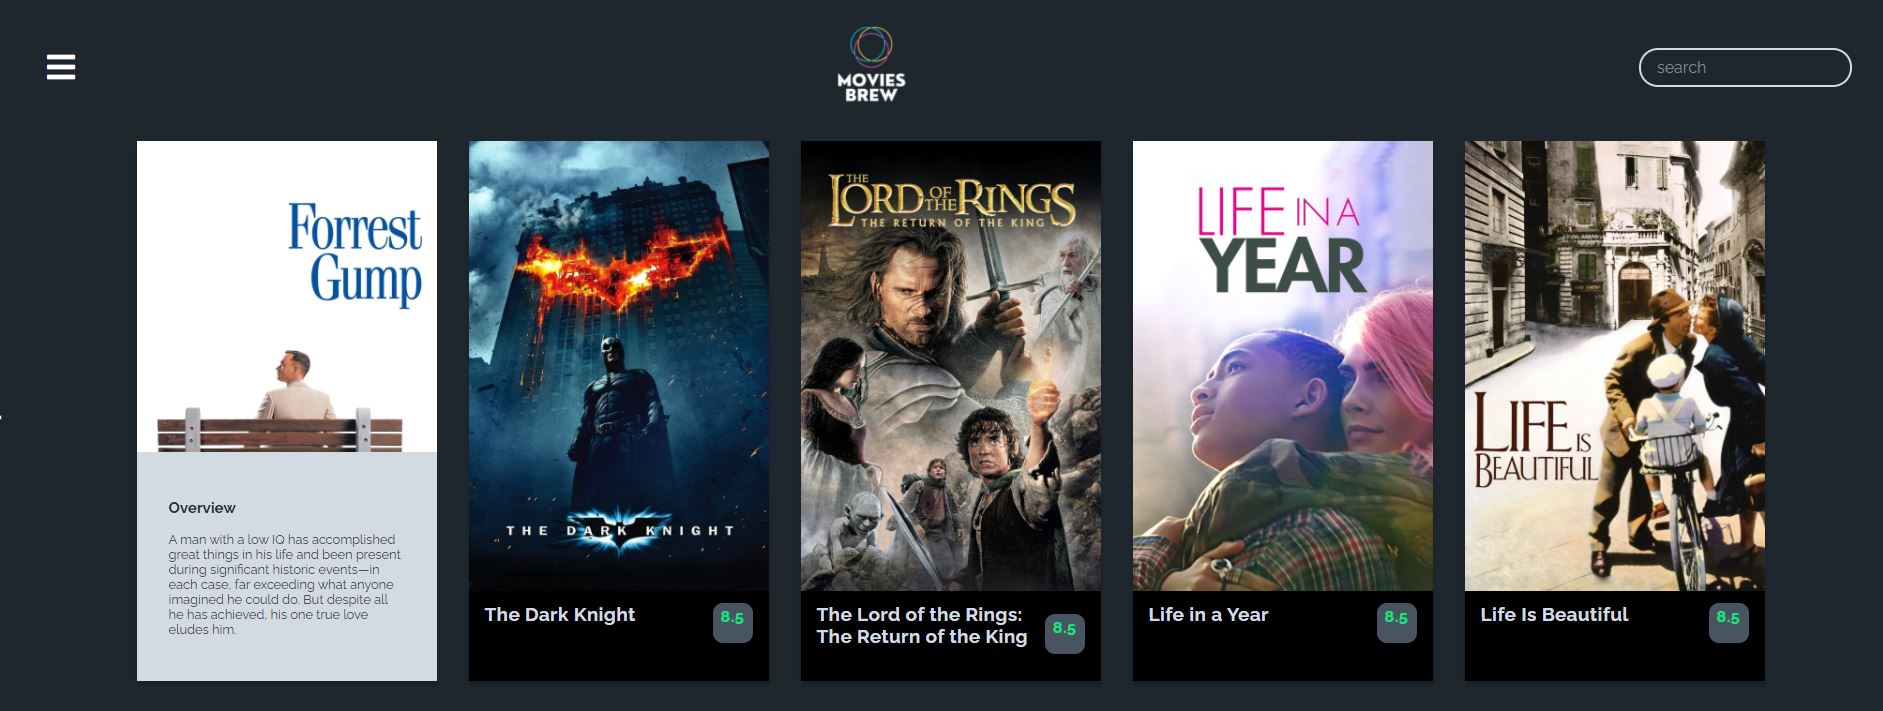 MOVIES
BREW
search
Forrest
Gump
Overview
A man with a low IQ has accomplished
great things in his life and been present
during significant historic events—in
each case, far exceeding what anyone
imagined he could do. But despite all
he has achieved, his one true love
eludes him.
THE DARK KNIGHT
The Dark Knight
8.5
THE
LORD OF THE RINGS
THE RETURN OF THE KING
The Lord of the Rings:
The Return of the King
8.5
LIFE IN A
YEAR
Life in a Year
8.5
LIFE IS
BEAUTIFUL
Life Is Beautiful
8.5